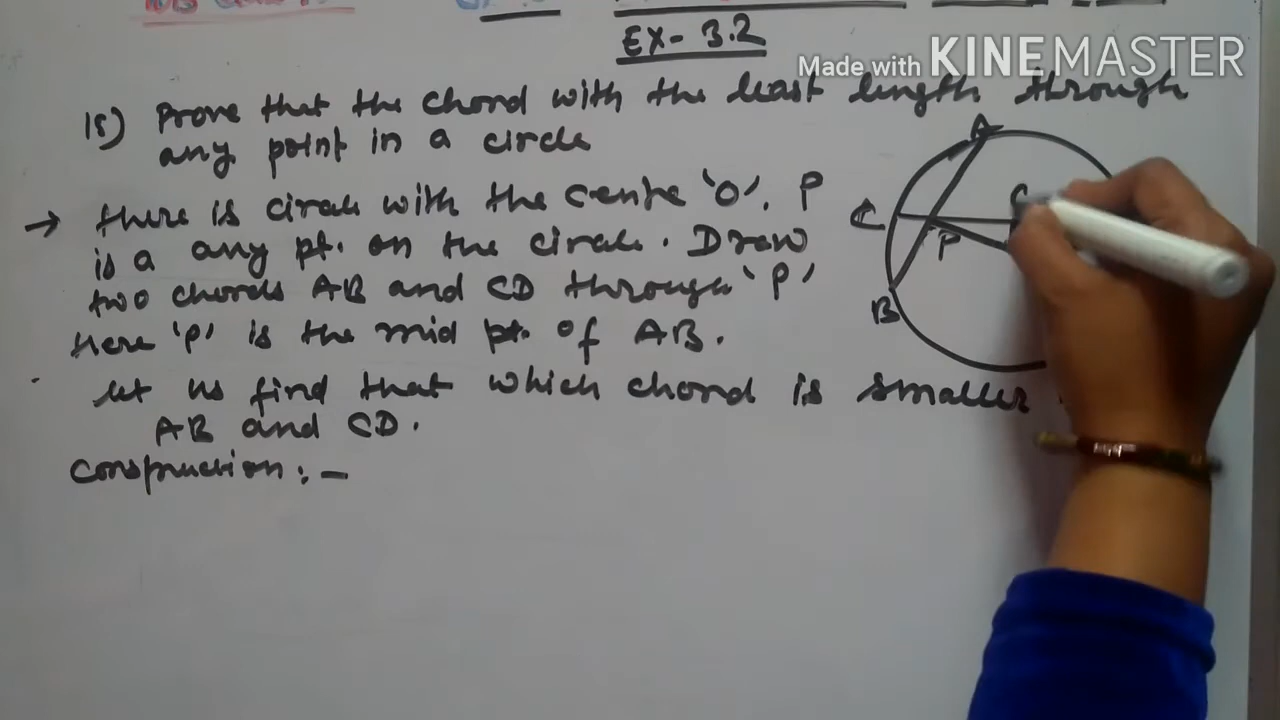 EX- 3.2
Made with KINEMASTER
15) Prove that the chord with the least length through
any point in a circle
→ there is circle with the centre 'O'. P
is a any pt. on the circle. Draw
two chords AB and CD through 'P'
Here 'P' is the mid pt. of AB.
let us find that which chord is smaller
AB and CD.
Construction :-
A
C
P
B